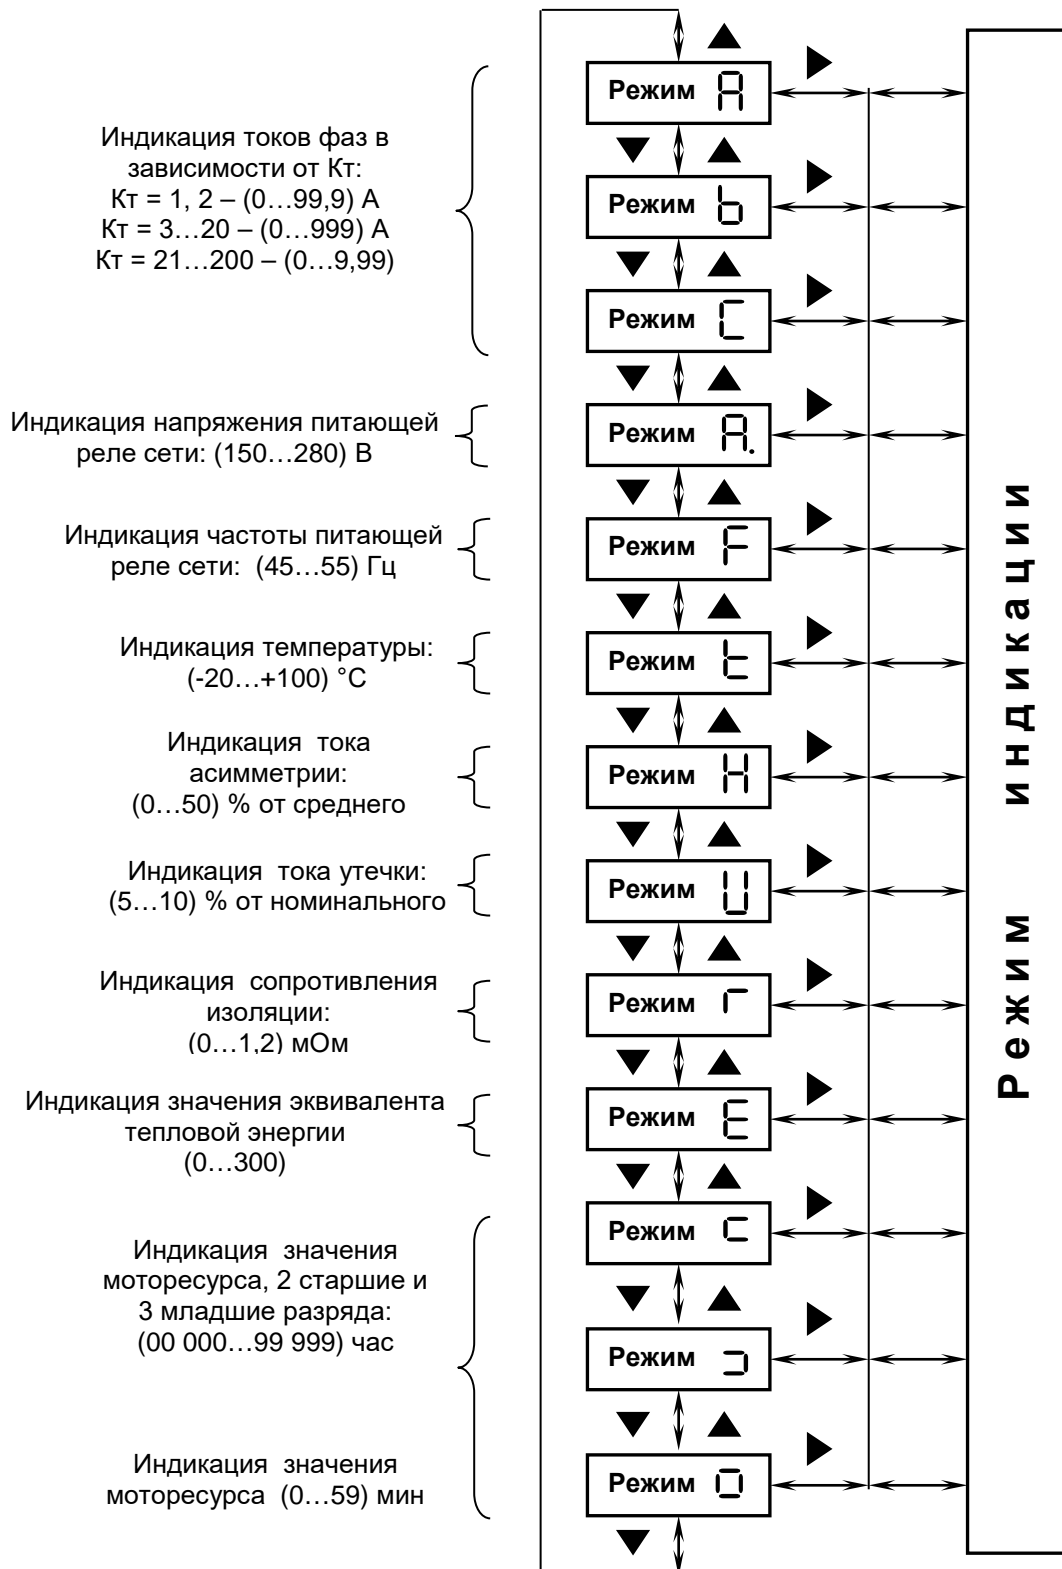 Режим A
Индикация токов фаз в
зависимости от Кт:
Кт = 1, 2 – (0…99,9) А
Кт = 3…20 – (0…999) А
Кт = 21…200 – (0…9,99)
Режим b
Режим C
Индикация напряжения питающей
реле сети: (150…280) В
Режим A.
Индикация частоты питающей
реле сети:  (45…55) Гц
Режим F
Индикация температуры:
(-20…+100) °С
Режим t
Индикация  тока
асимметрии:
(0…50) % от среднего
Режим H
Индикация  тока утечки:
(5…10) % от номинального
Режим U
Индикация  сопротивления
изоляции:
(0…1,2) мОм
Режим r
Индикация значения эквивалента
тепловой энергии
(0…300)
Режим E
Режим c
Индикация  значения
моторесурса, 2 старшие и
3 младшие разряда:
(00 000…99 999) час
Режим ɔ
Индикация  значения
моторесурса  (0…59) мин
Режим o
Режим индикации